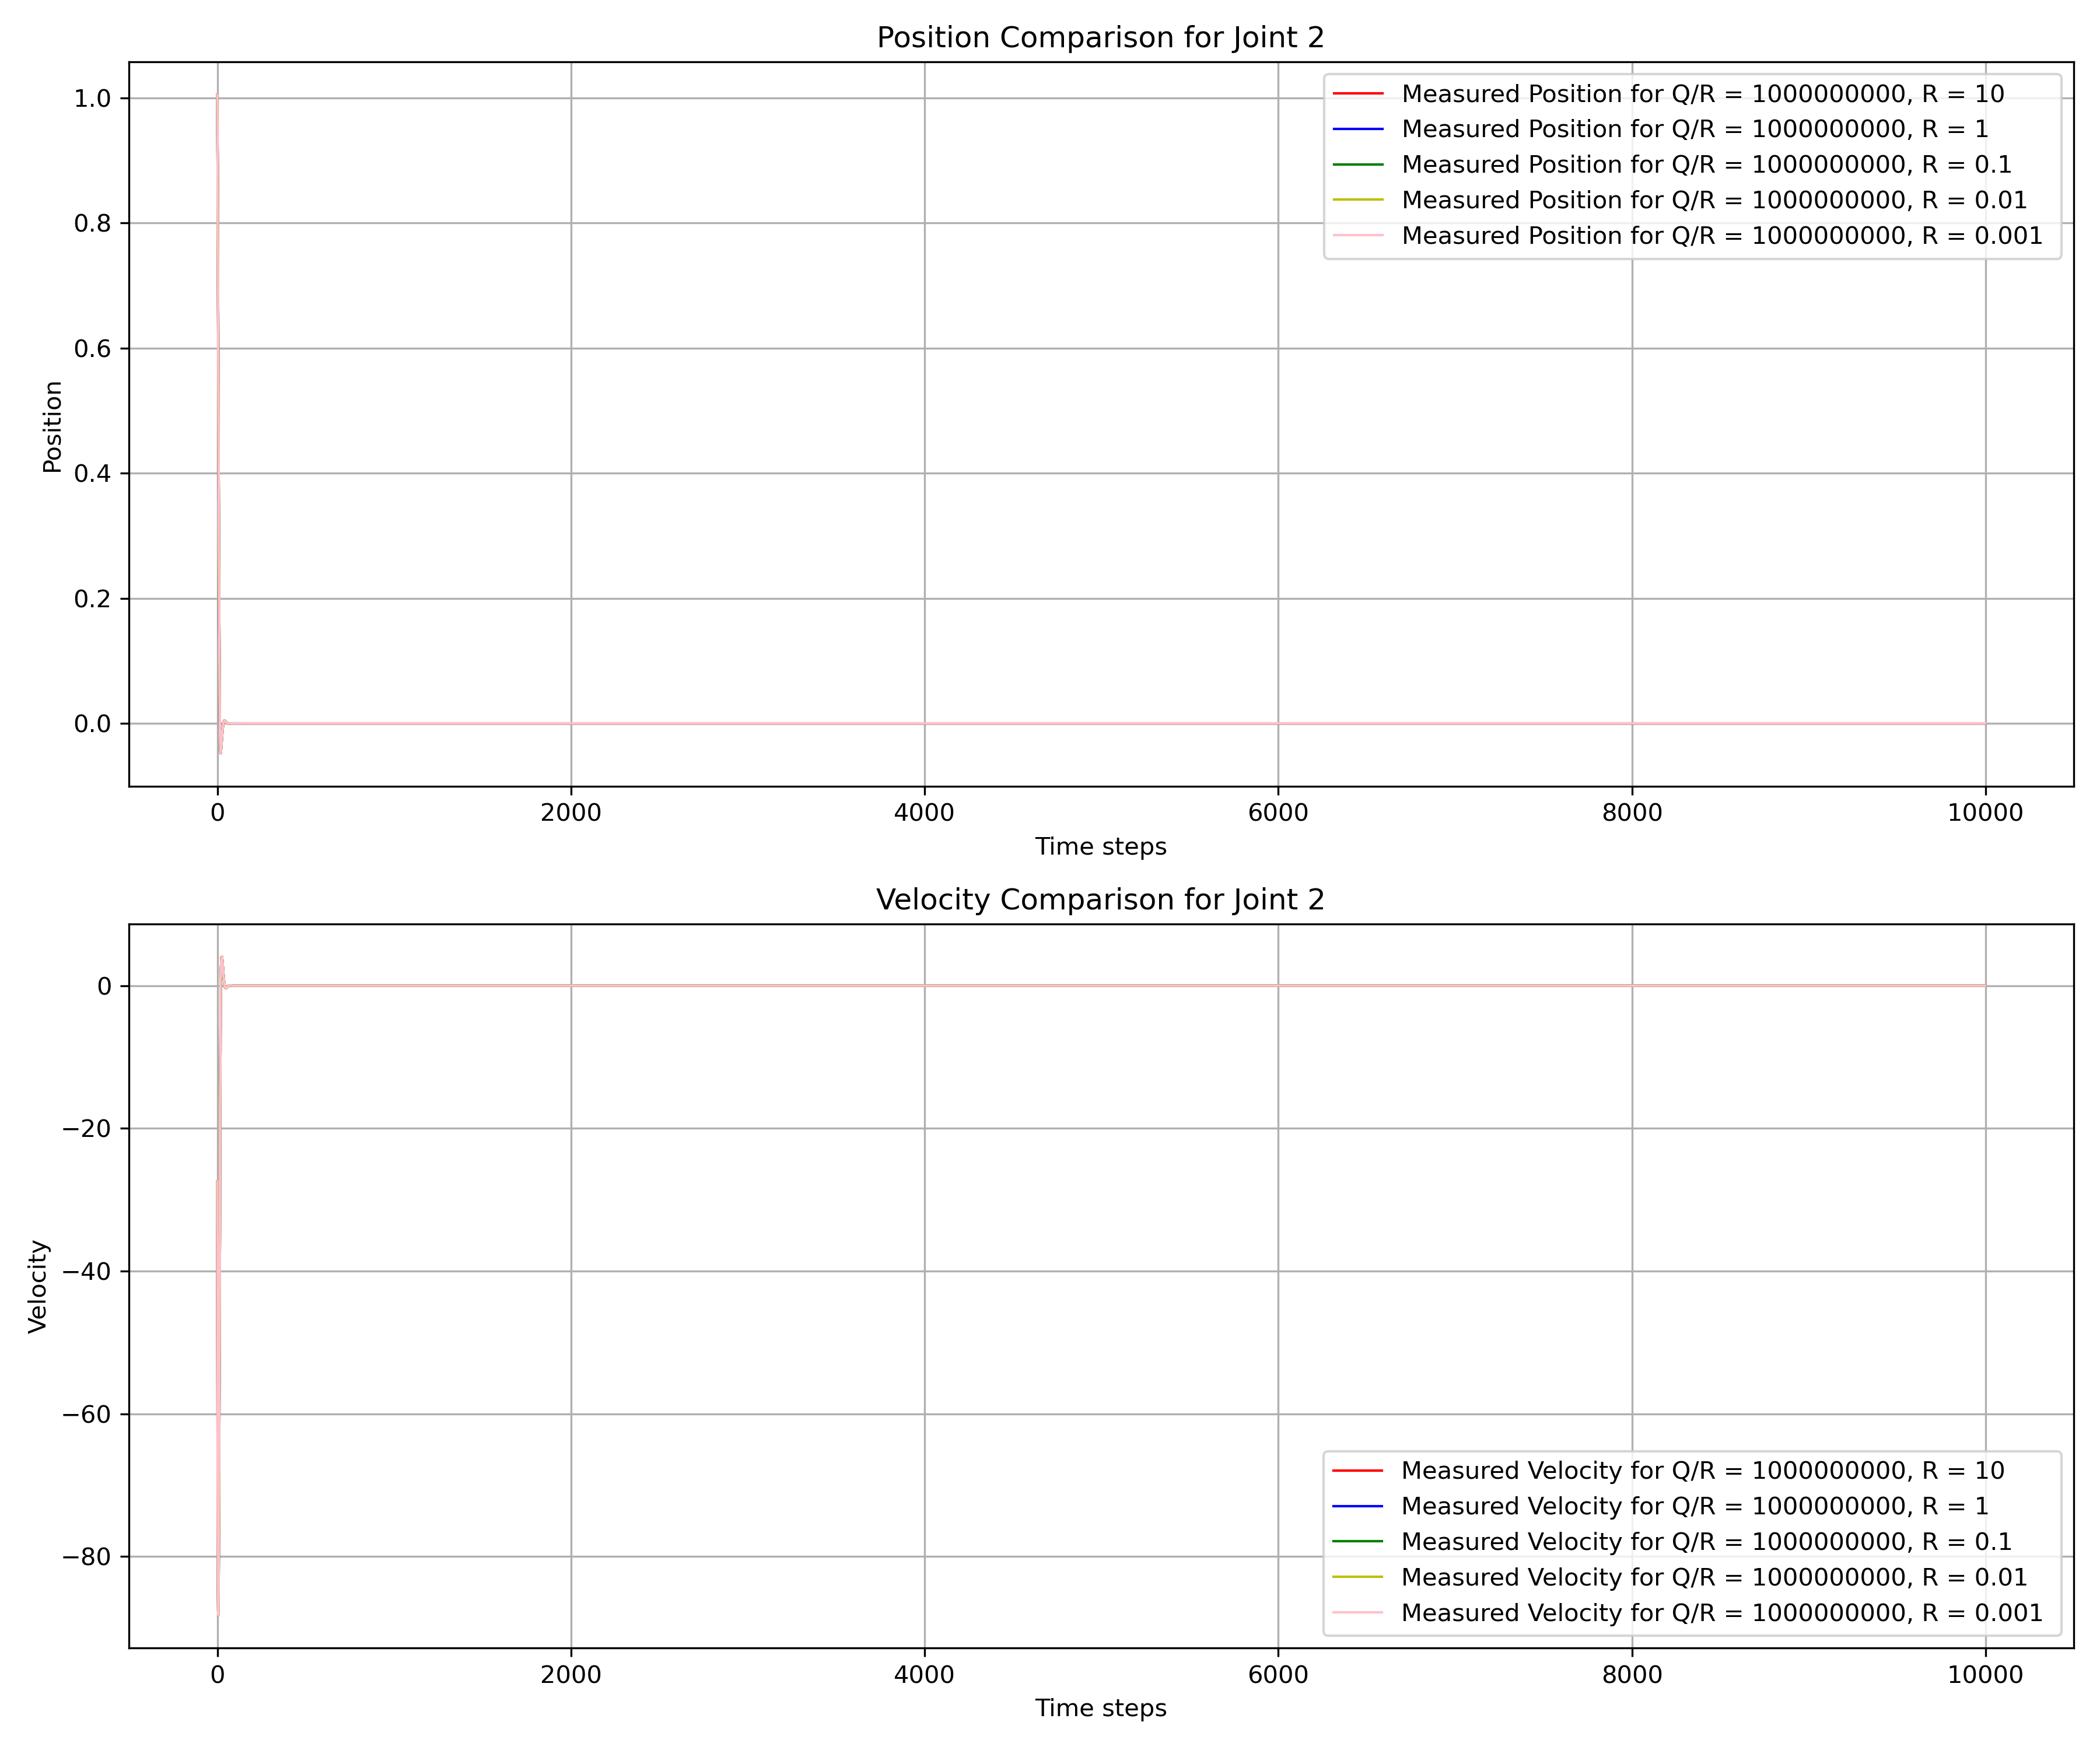 Position Comparison for Joint 2
1.0
0.8
0.6
0.4
0.2
0.0
Position
Measured Position for Q/R = 1000000000, R = 10
Measured Position for Q/R = 1000000000, R = 1
Measured Position for Q/R = 1000000000, R = 0.1
Measured Position for Q/R = 1000000000, R = 0.01
Measured Position for Q/R = 1000000000, R = 0.001
0 2000 4000 6000 8000 10000
Time steps
Velocity Comparison for Joint 2
0
−20
−40
−60
−80
Velocity
Measured Velocity for Q/R = 1000000000, R = 10
Measured Velocity for Q/R = 1000000000, R = 1
Measured Velocity for Q/R = 1000000000, R = 0.1
Measured Velocity for Q/R = 1000000000, R = 0.01
Measured Velocity for Q/R = 1000000000, R = 0.001
0 2000 4000 6000 8000 10000
Time steps